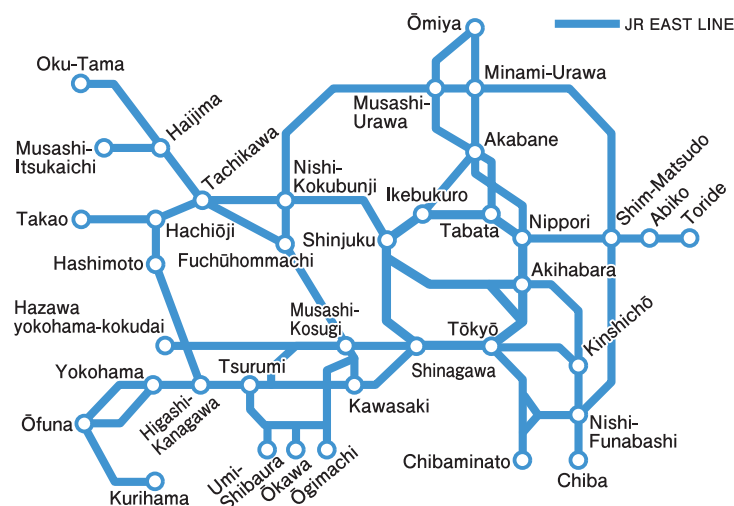 Ōmiya
JR EAST LINE
Oku-Tama
Minami-Urawa
Musashi-
Urawa
Haijima
Musashi-
Itsukaichi
Akabane
Tachikawa
Nishi-
Kokubunji
Ikebukuro
Tabata
Nippori
Shim-Matsudo
Abiko
Toride
Takao
Hachiōji
Shinjuku
Fuchūhommachi
Hashimoto
Akihabara
Hazawa
yokohama-kokudai
Musashi-
Kosugi
Tōkyō
Kinshichō
Shinagawa
Yokohama
Tsurumi
Ōfuna
Higashi-
Kanagawa
Kawasaki
Nishi-
Funabashi
Kurihama
Umi-
Shibaura
Ōkawa
Ōgimachi
Chibaminato
Chiba